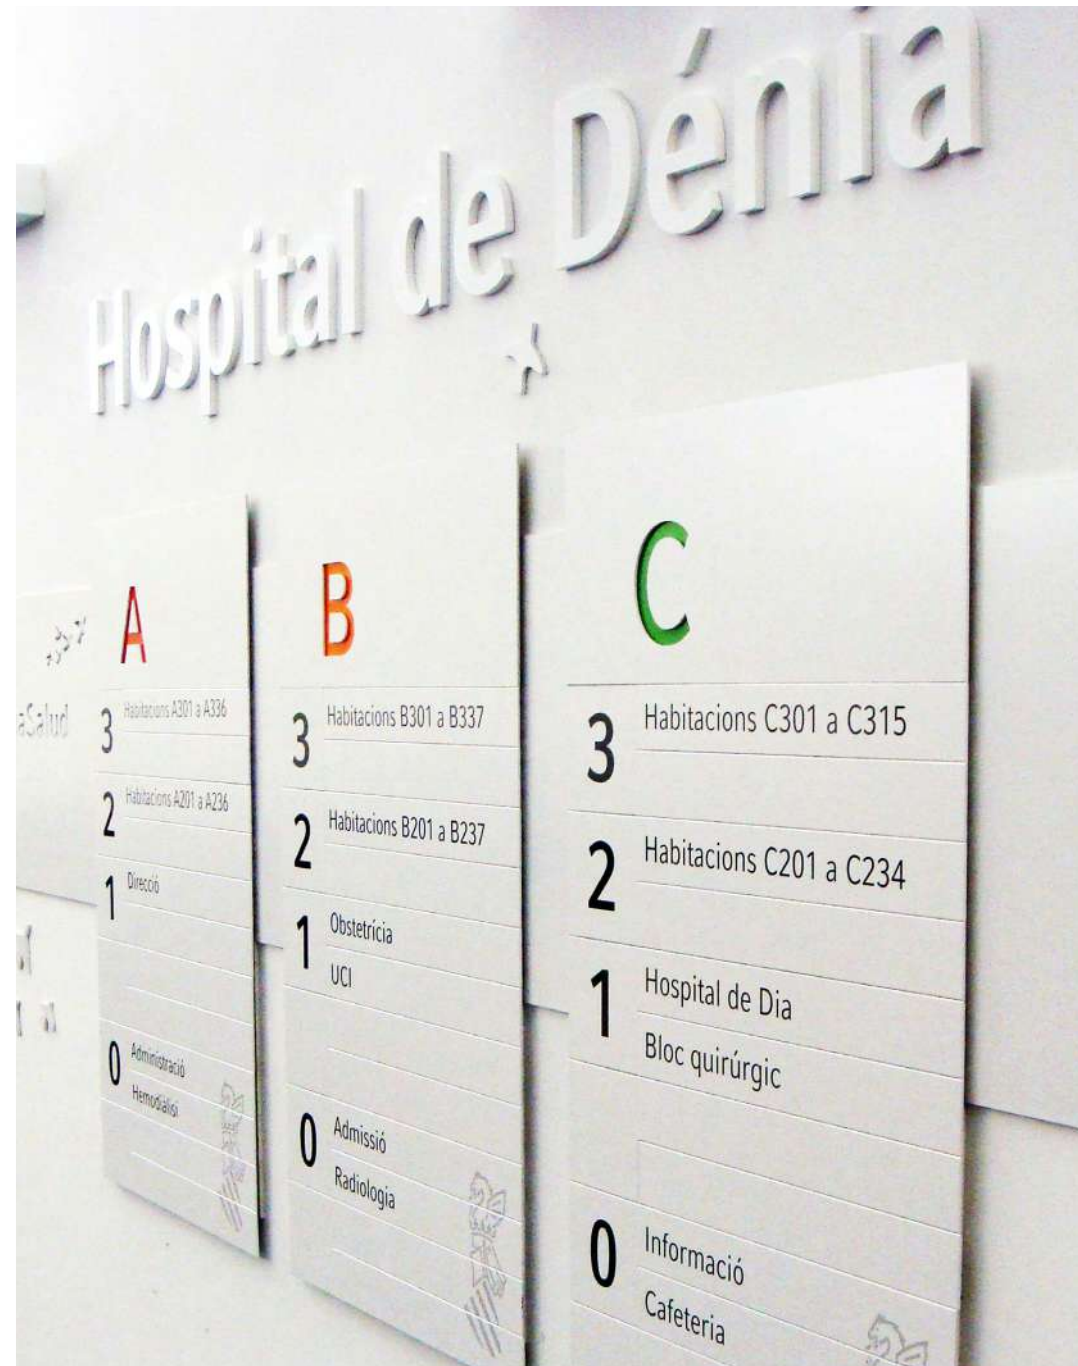 Hospital de Dénia
aSalud
A
3 Habitacions A301 a A336
2 Habitacions A201 a A236
1 Direcció
0 Administració
Hemodiàlisi
B
3 Habitacions B301 a B337
2 Habitacions B201 a B237
1 Obstetrícia
UCI
0 Admissió
Radiologia
C
3 Habitacions C301 a C315
2 Habitacions C201 a C234
1 Hospital de Dia
Bloc quirúrgic
0 Informació
Cafeteria